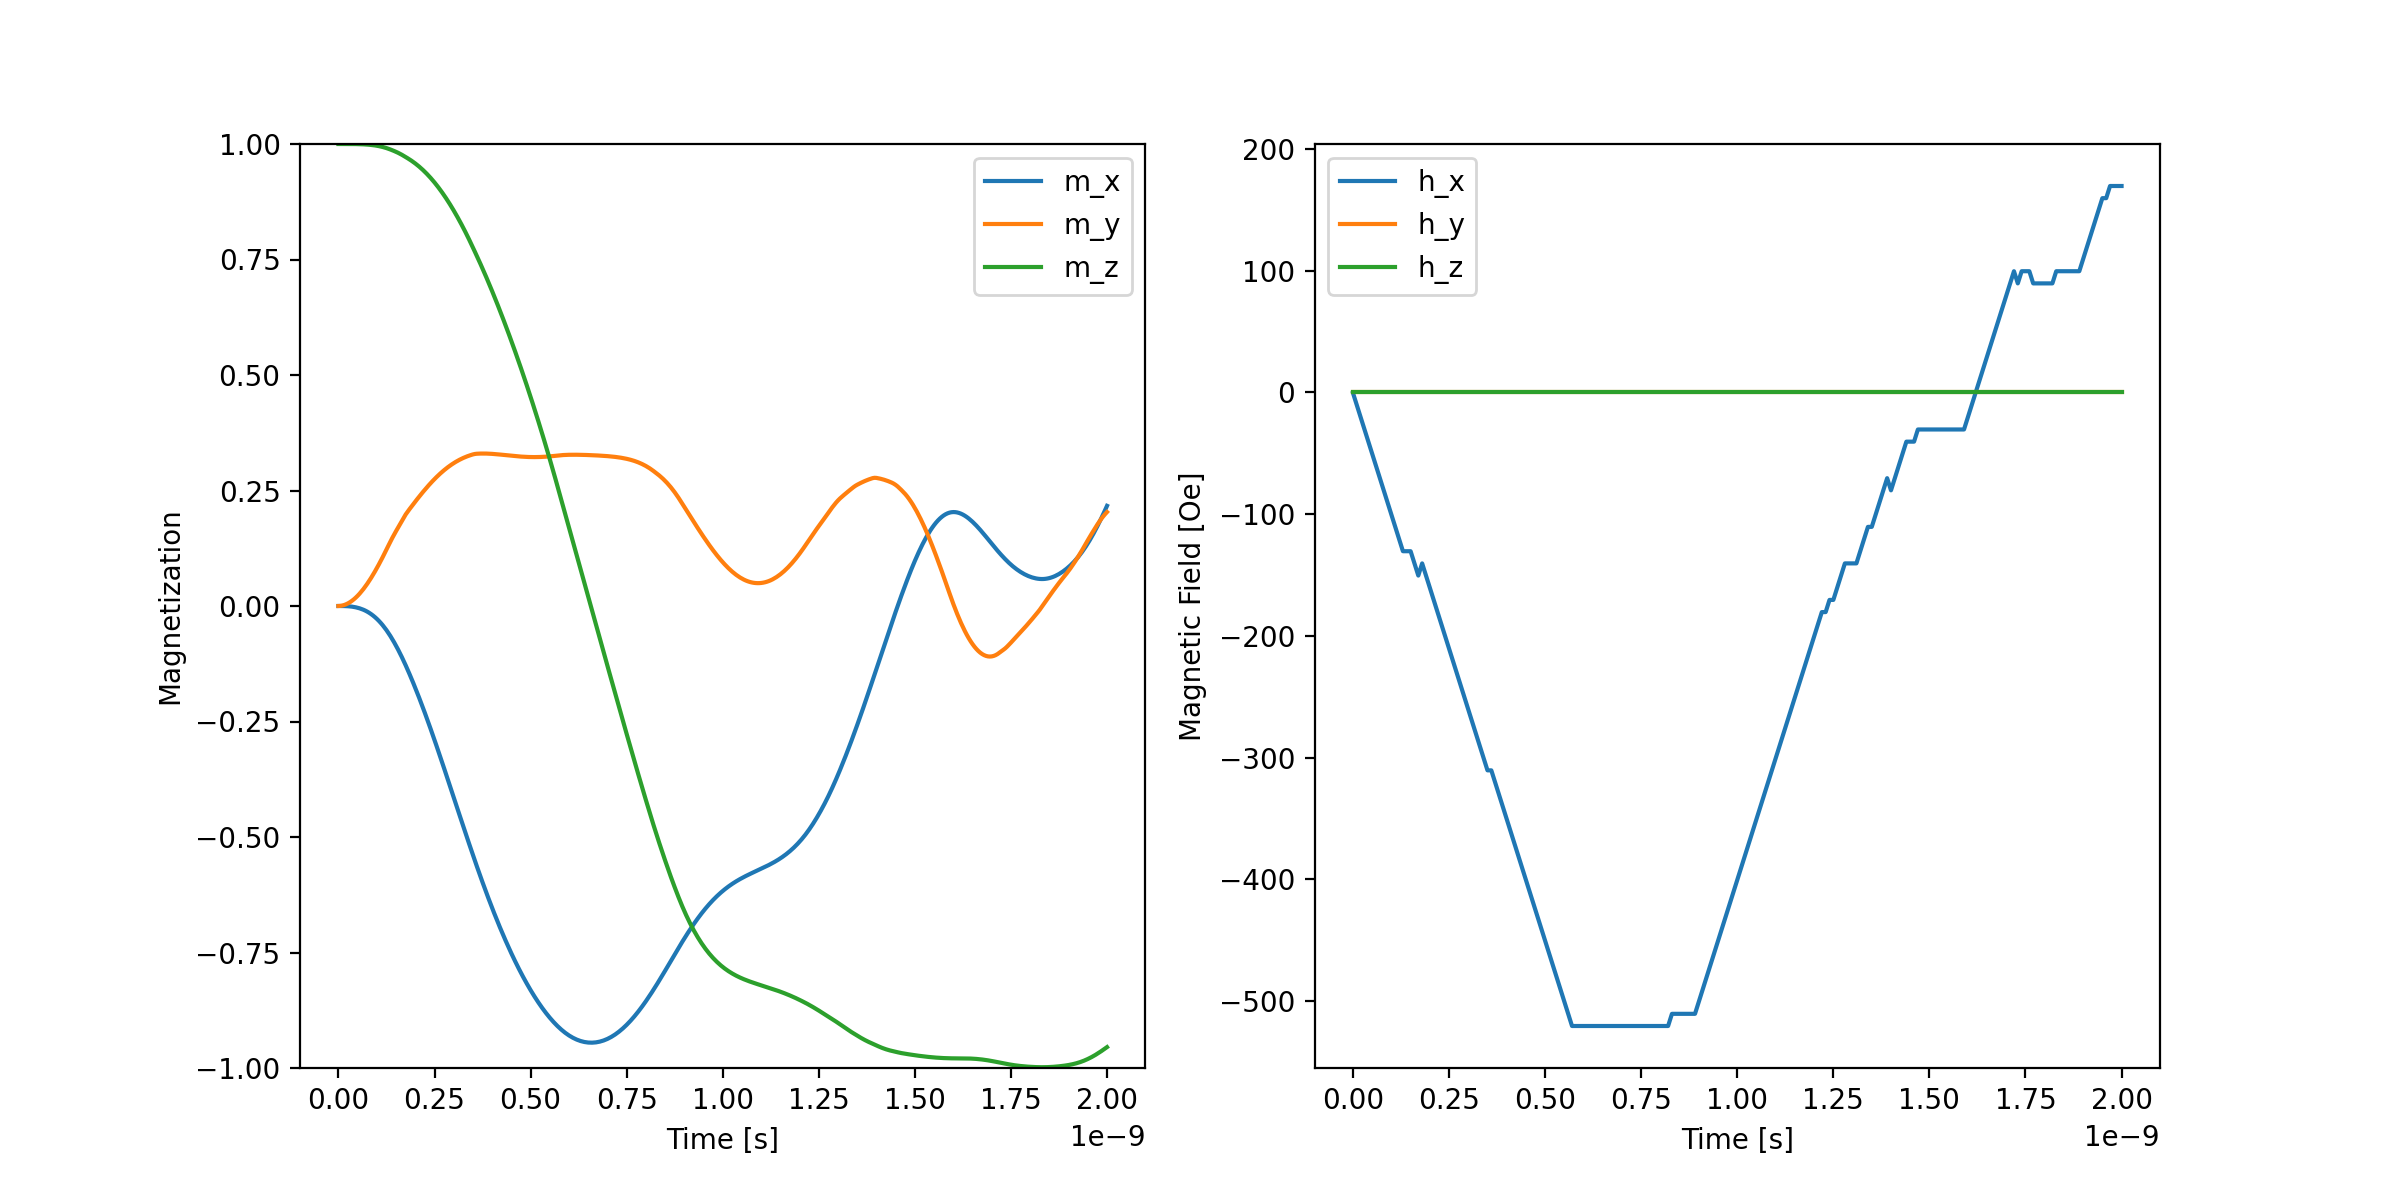 Magnetization
1.00
0.75
0.50
0.25
0.00
−0.25
−0.50
−0.75
−1.00
m_x
m_y
m_z
0.00 0.25 0.50 0.75 1.00 1.25 1.50 1.75 2.00
Time [s]
1e−9
Magnetic Field [Oe]
200
100
0
−100
−200
−300
−400
−500
h_x
h_y
h_z
0.00 0.25 0.50 0.75 1.00 1.25 1.50 1.75 2.00
Time [s]
1e−9